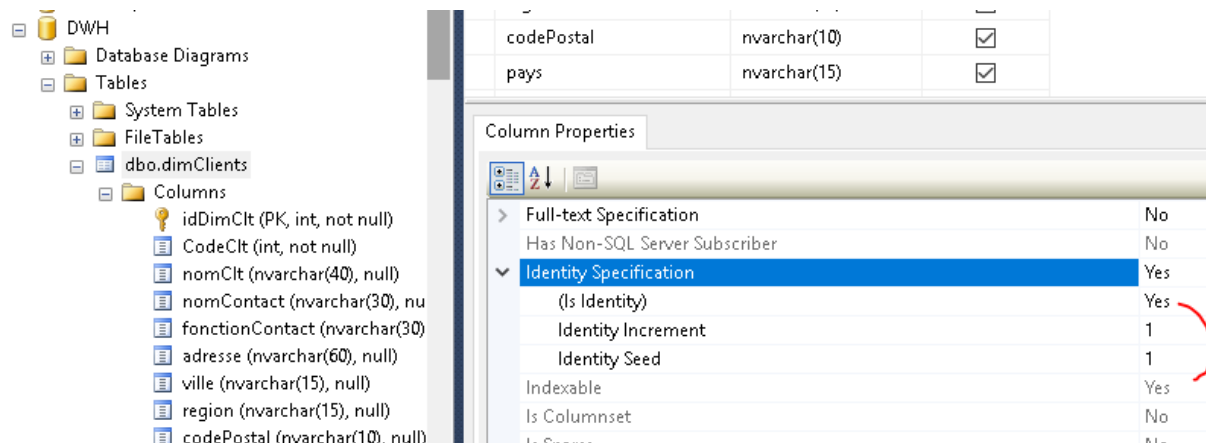 DWH
Database Diagrams
Tables
System Tables
FileTables
dbo.dimClients
Columns
idDimClt (PK, int, not null)
CodeClt (int, not null)
nomClt (nvarchar(40), null)
nomContact (nvarchar(30), nu
fonctionContact (nvarchar(30)
adresse (nvarchar(60), null)
ville (nvarchar(15), null)
region (nvarchar(15), null)
codePostal (nvarchar(10), null)
codePostal nvarchar(10)
pays nvarchar(15)
Column Properties
Full-text Specification No
Has Non-SQL Server Subscriber No
Identity Specification Yes
(Is Identity) Yes
Identity Increment 1
Identity Seed 1
Indexable Yes
Is Columnset No